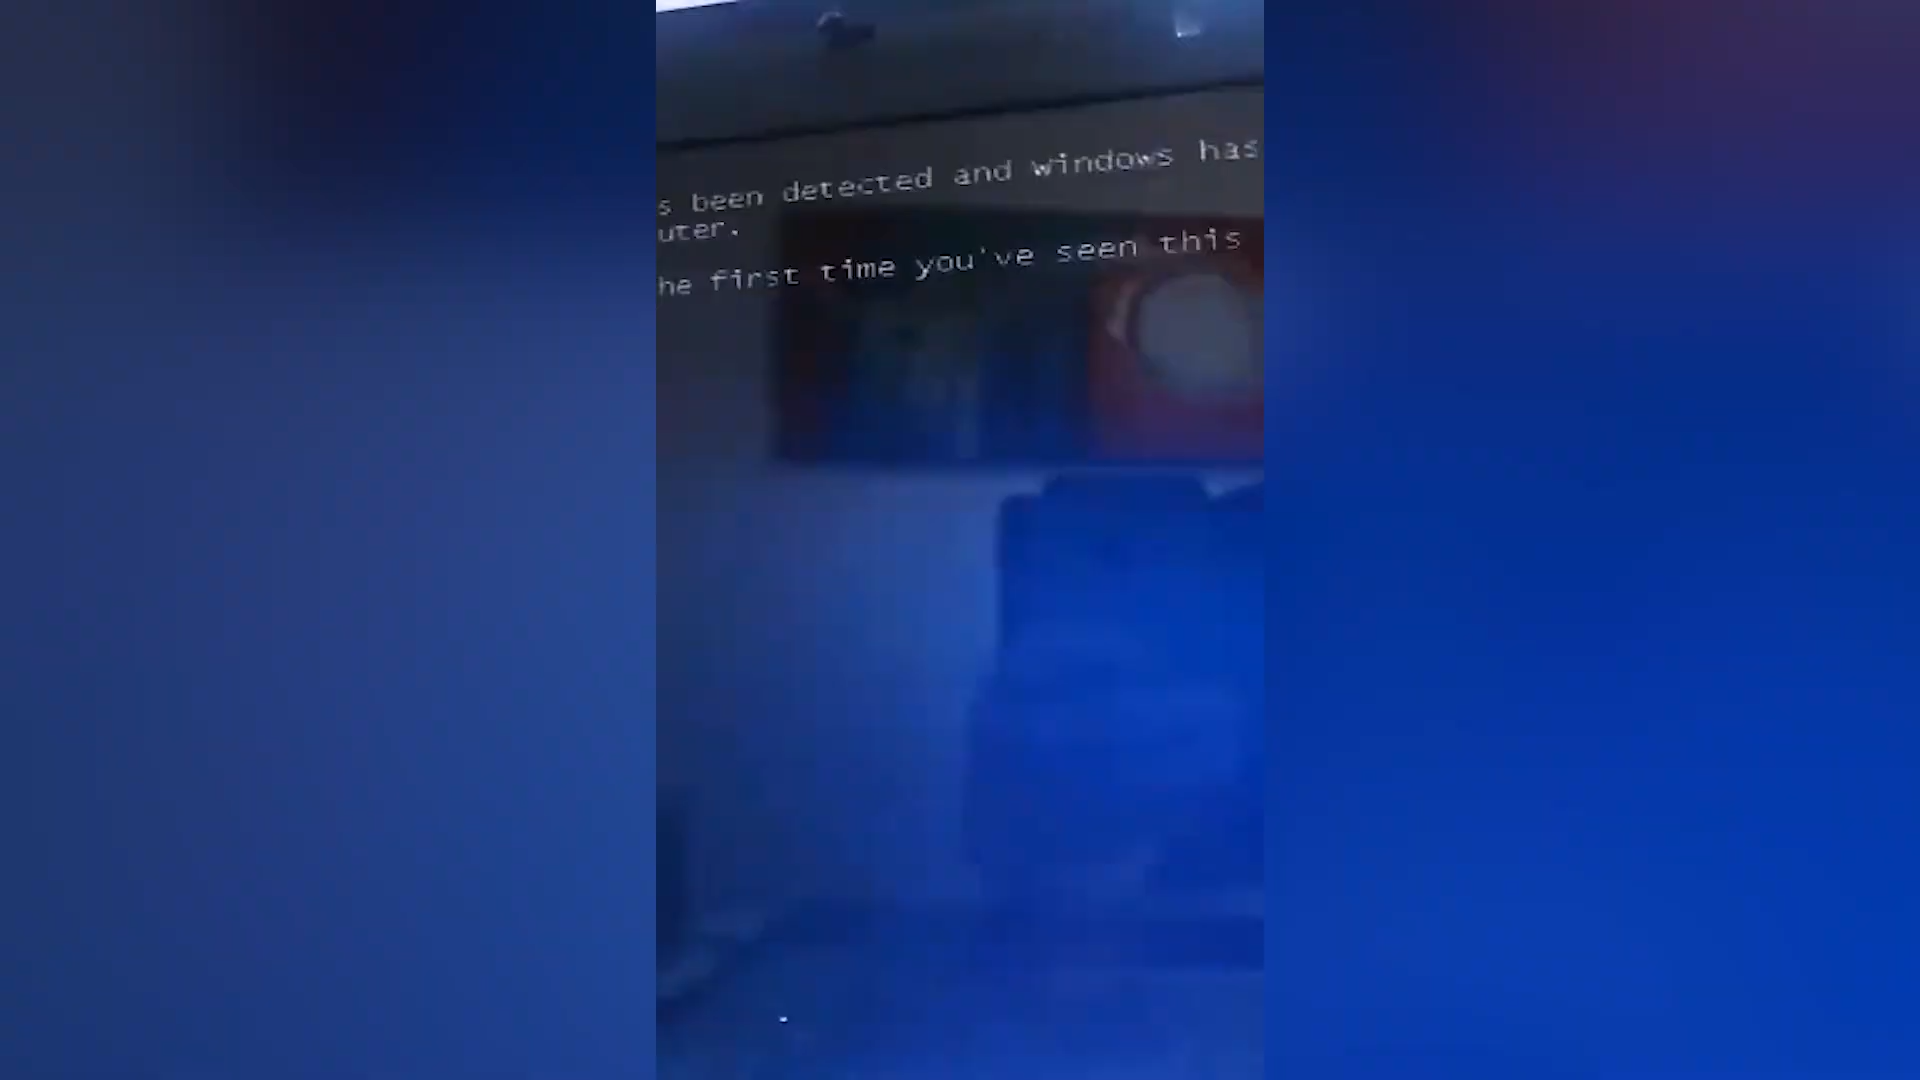 s been detected and windows has
uter.
he first time you've seen this